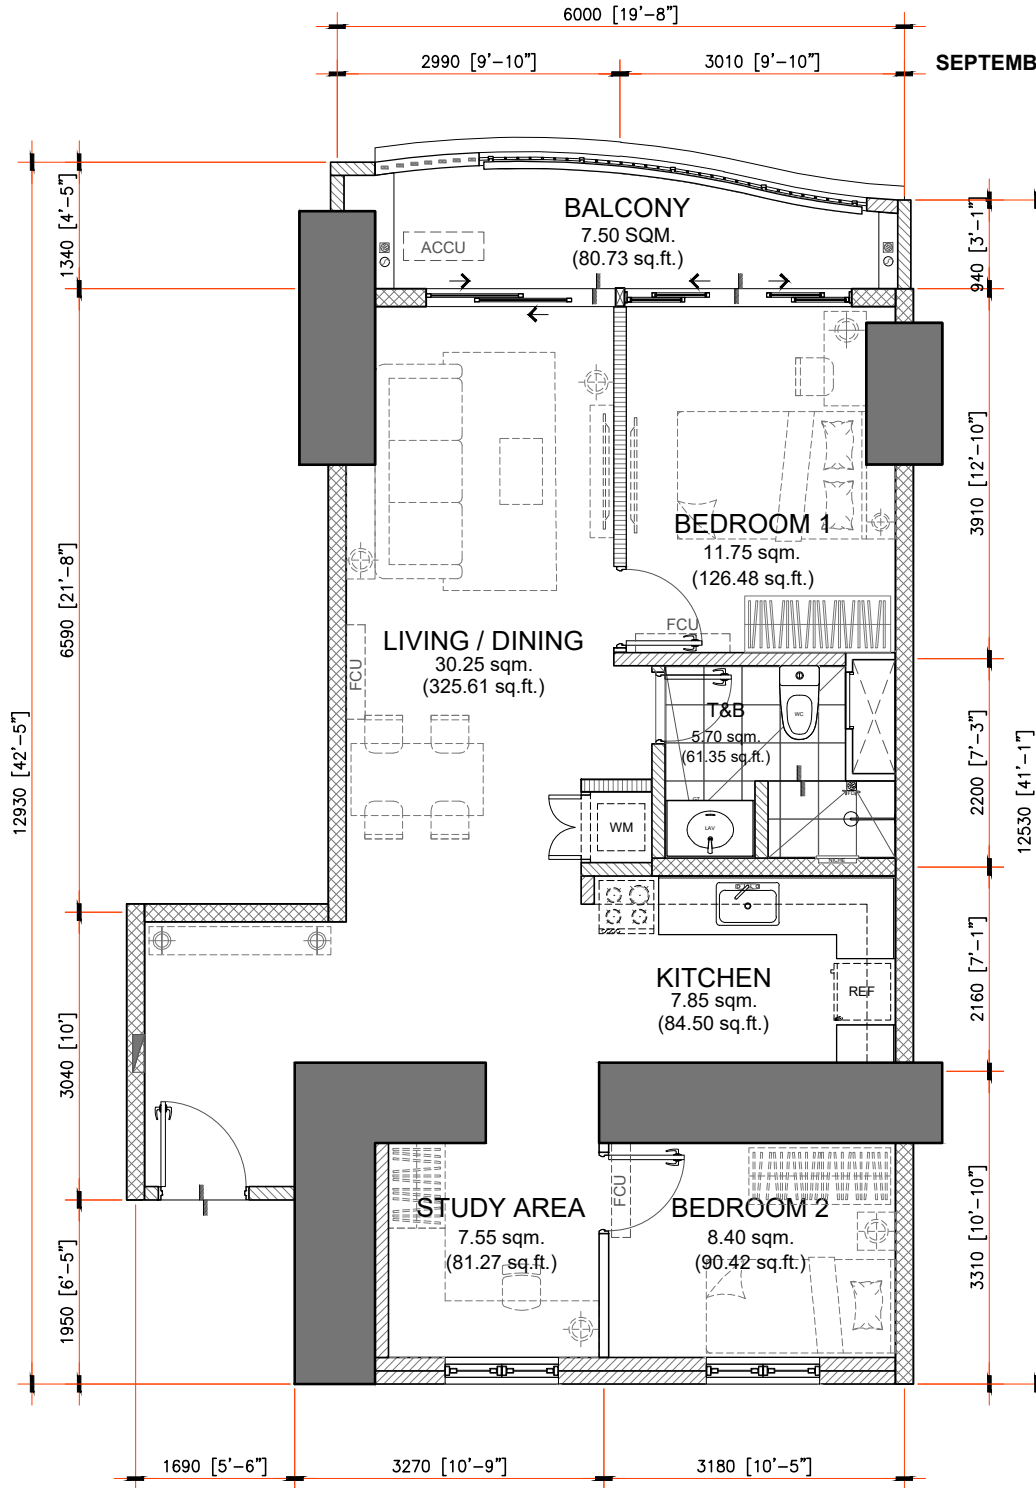 6000 [19'-8"]
2990 [9'-10"]
3010 [9'-10"]
SEPTEMB
1340 [4'-5"]
940 [3'-1"]
BALCONY
7.50 SQM.
(80.73 sq.ft.)
ACCU
6590 [21'-8"]
3910 [12'-10"]
BEDROOM 1
11.75 sqm.
(126.48 sq.ft.)
FCU
LIVING / DINING
30.25 sqm.
(325.61 sq.ft.)
FCU
T&B
5.70 sqm.
(61.35 sq.ft.)
WC
12930 [42'-5"]
2200 [7'-3"]
12530 [41'-1"]
WM
LAV
NICHE
KITCHEN
7.85 sqm.
(84.50 sq.ft.)
REF
2160 [7'-1"]
3040 [10']
STUDY AREA
7.55 sqm.
(81.27 sq.ft.)
FCU
BEDROOM 2
8.40 sqm.
(90.42 sq.ft.)
1950 [6'-5"]
3310 [10'-10"]
1690 [5'-6"]
3270 [10'-9"]
3180 [10'-5"]